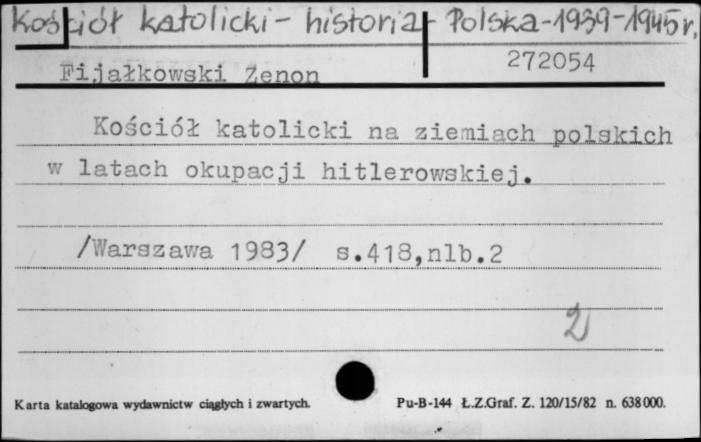 Kościół katolicki - historia - Polska - 1939 - 1945 r.
Fijałkowski Zenon 272054
Kościół katolicki na ziemiach polskich
w latach okupacji hitlerowskiej.
/Warszawa 1983/ s.418,nlb.2
2
Karta katalogowa wydawnictw ciągłych i zwartych. Pu-B-144 Ł.Z.Graf. Z. 120/15/82 n. 638000.